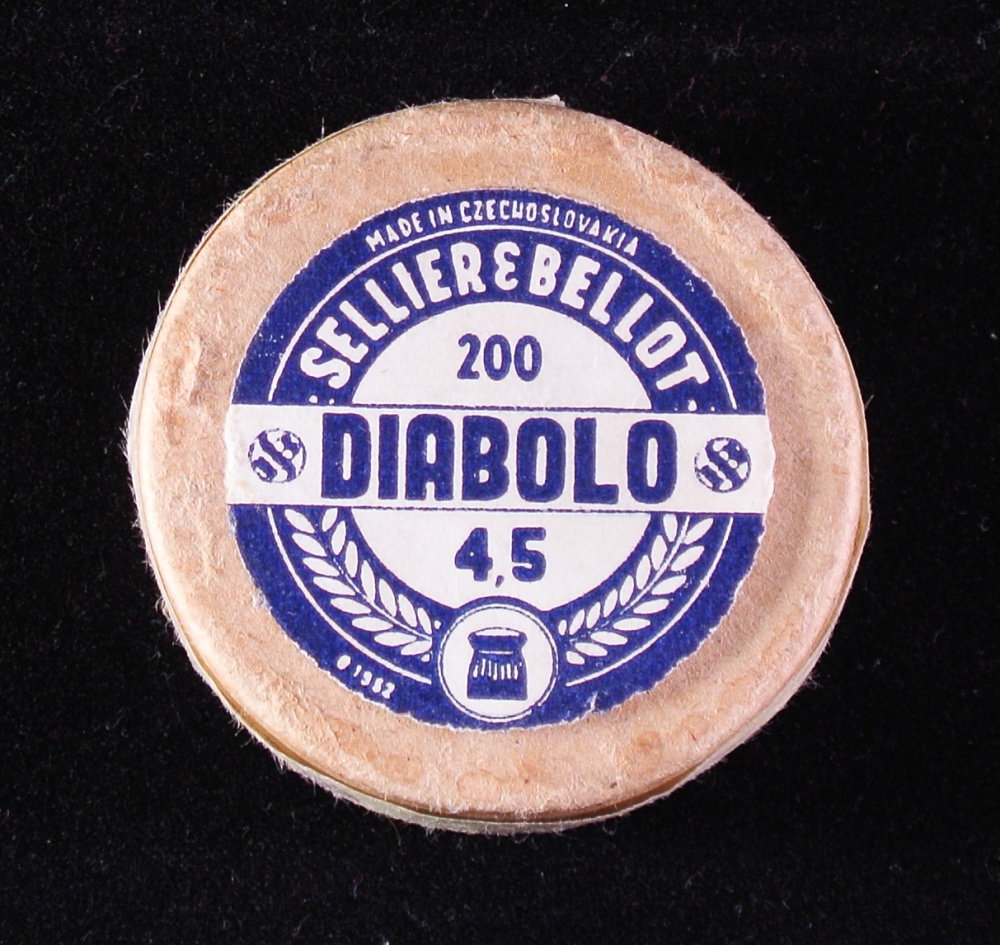 MADE IN CZECHOSLOVAKIA
SELLIER & BELLOT
200
DIABOLO
4,5